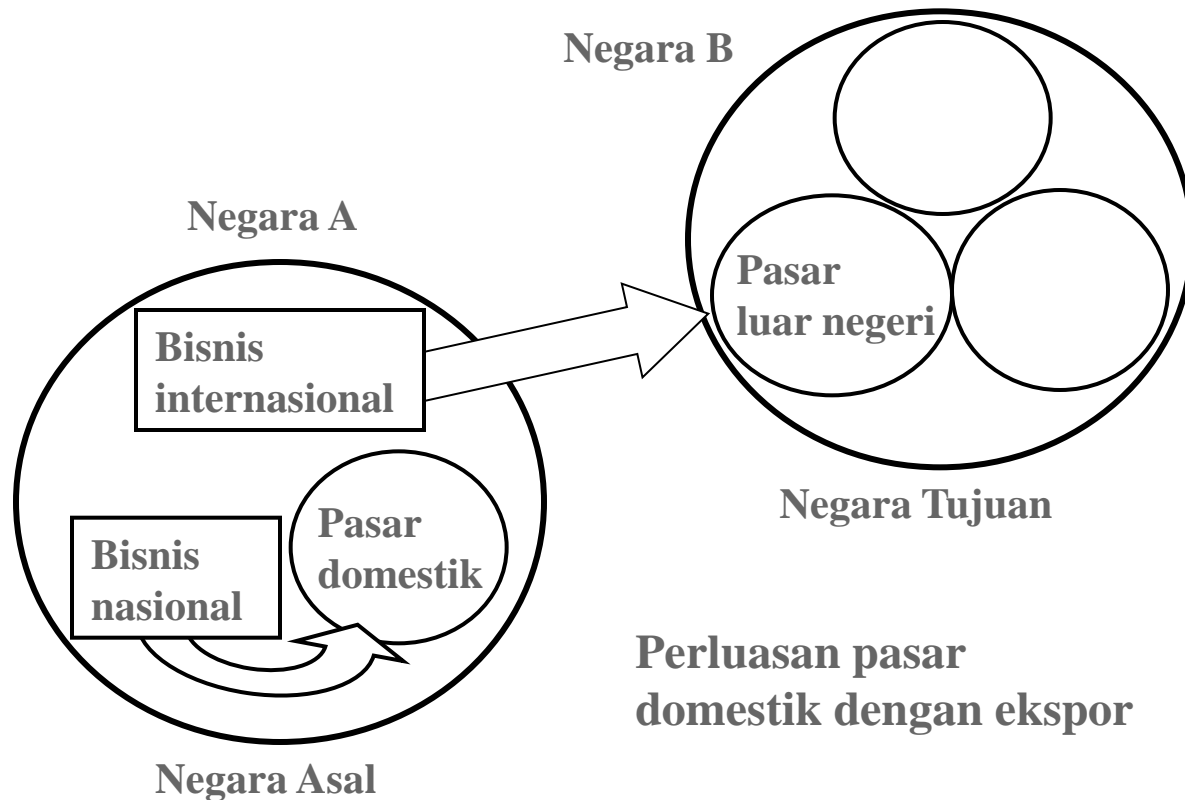 Negara B
Negara A
Pasar
luar negeri
Bisnis
internasional
Negara Tujuan
Pasar
domestik
Bisnis
nasional
Perluasan pasar
domestik dengan ekspor
Negara Asal